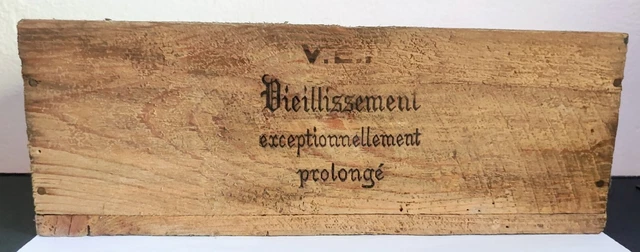 Vieillissement
exceptionnellement
prolongé